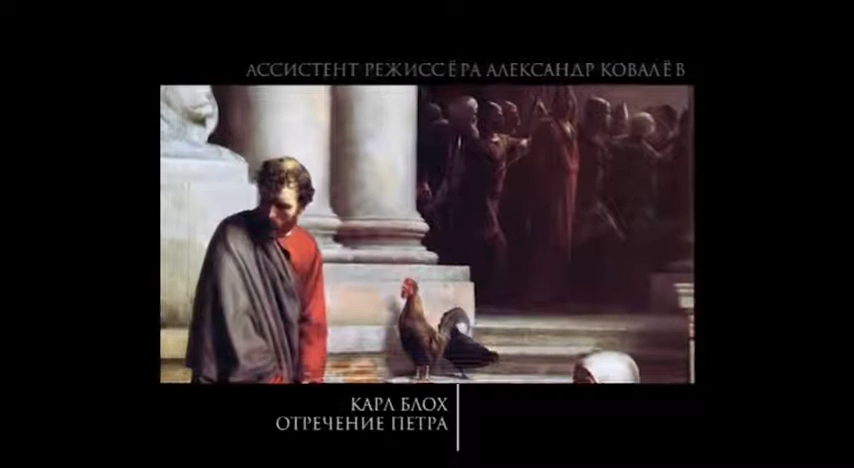 АССИСТЕНТ РЕЖИССЁРА АЛЕКСАНДР КОВАЛЁВ
КАРЛ БЛОХ
ОТРЕЧЕНИЕ ПЕТРА